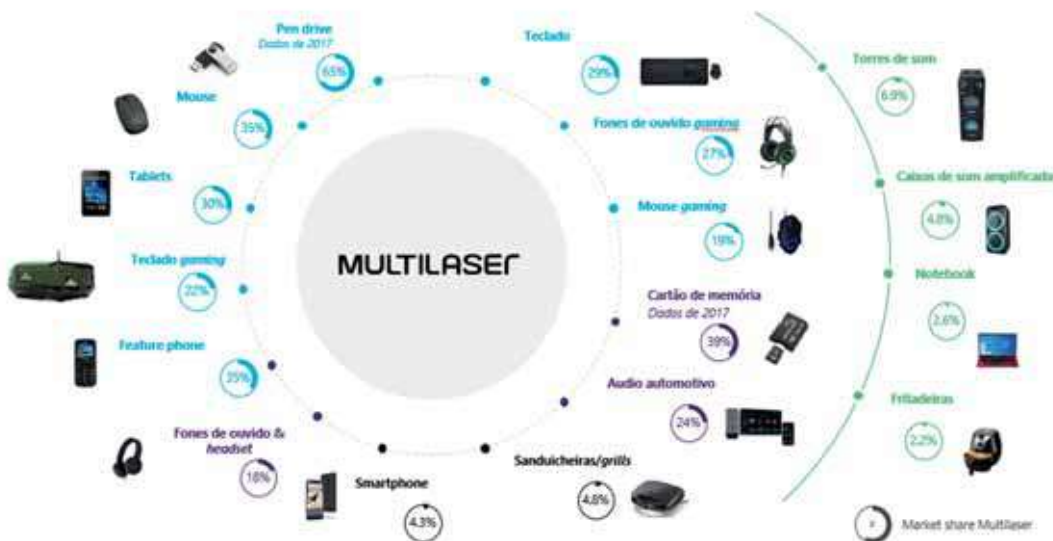 Pen drive
Dados de 2017
65%
Mouse
35%
Tablets
30%
Teclado gaming
22%
Feature phone
35%
Fones de ouvido &
headset
18%
Smartphone
4.3%
Teclado
29%
Fones de ouvido gaming
27%
Mouse gaming
19%
Cartão de memória
Dados de 2017
39%
Audio automotivo
24%
Sanduicheiras/grills
4.8%
MULTILASER
Torres de som
6.9%
Caixas de som amplificada
4.8%
Notebook
2.6%
Fritadeiras
2.2%
Market share Multilaser